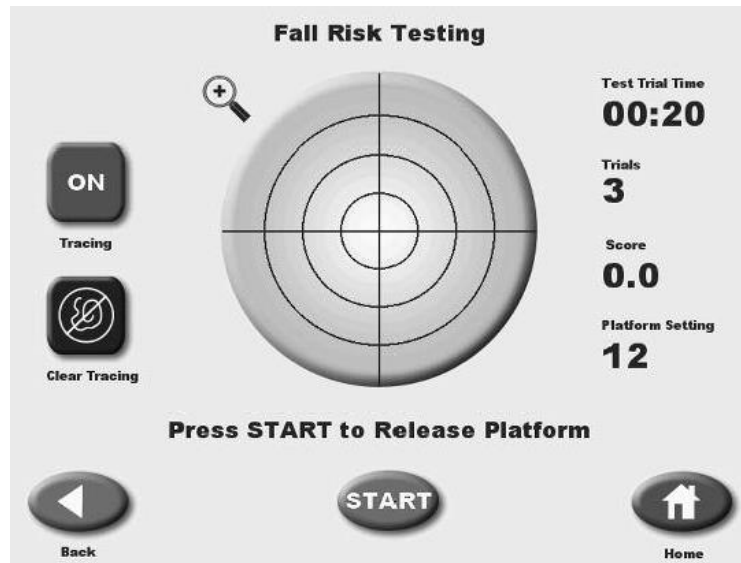 Fall Risk Testing
Test Trial Time
00:20
Trials
3
Score
0.0
Platform Setting
12
ON
Tracing
Clear Tracing
Press START to Release Platform
START
Back
Home